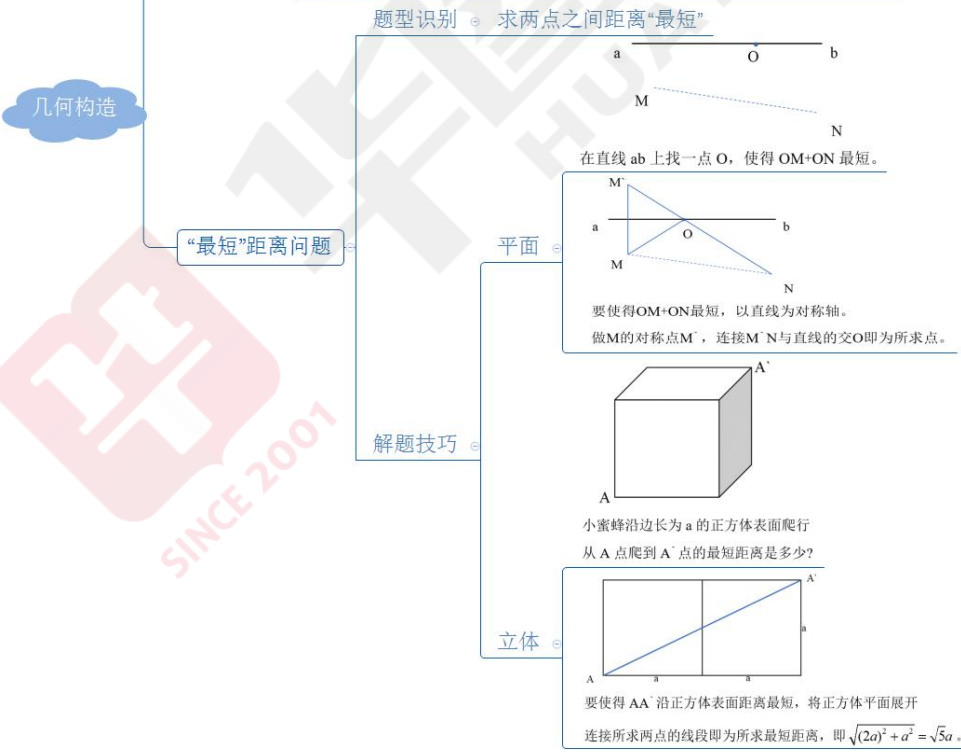 题型识别
求两点之间距离“最短”
a
O
b
M
N
在直线 ab 上找一点 O，使得 OM+ON 最短。
几何构造
“最短”距离问题
平面
M`
a
b
O
M
N
要使得OM+ON最短，以直线为对称轴。
做M的对称点M`，连接M`N与直线的交O即为所求点。
解题技巧
A`
A
小蜜蜂沿边长为 a 的正方体表面爬行
从 A 点爬到 A` 点的最短距离是多少?
立体
A`
a
A
a
a
要使得 AA` 沿正方体表面距离最短，将正方体平面展开
连接所求两点的线段即为所求最短距离，即 √((2a)²+a²) = √5a 。
SINCE 2001
HUA